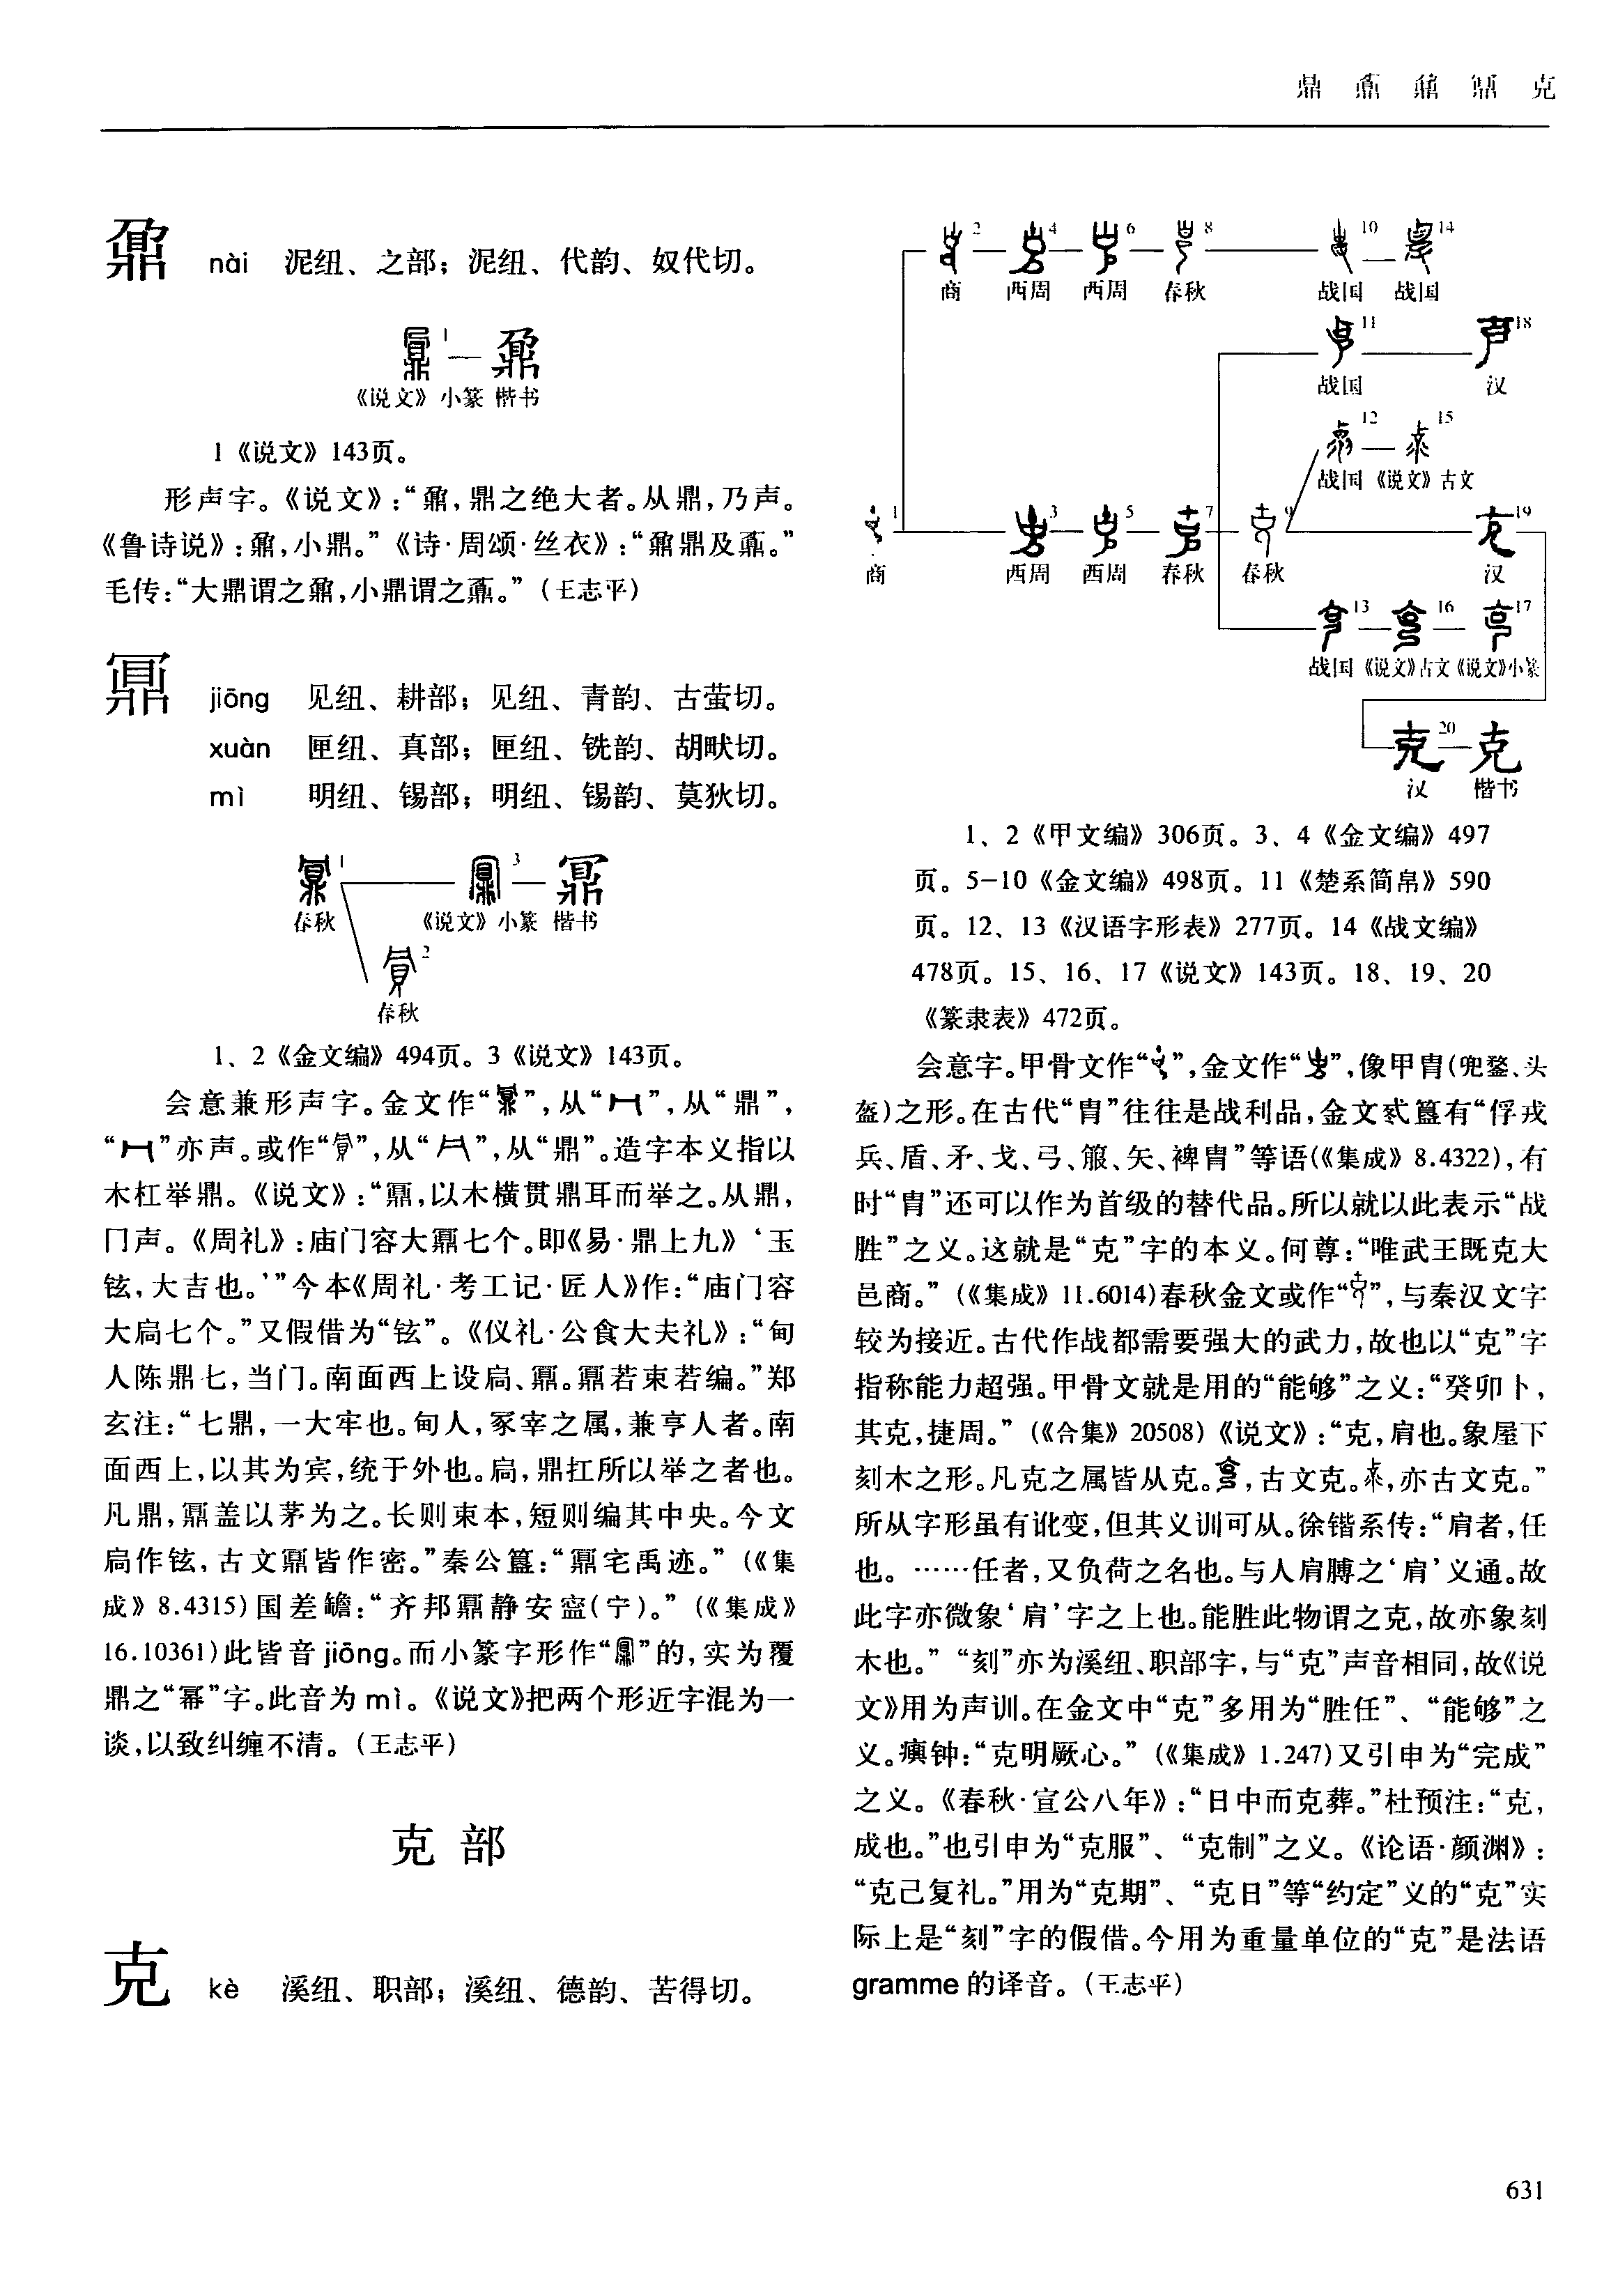 鼎 鼒 鼐 鼏 克
鼐 nài 泥纽、之部；泥纽、代韵、奴代切。
1
《说文》小篆 楷书
1《说文》143页。
形声字。《说文》：“鼐，鼎之绝大者。从鼎，乃声。
《鲁诗说》：鼐，小鼎。”《诗·周颂·丝衣》：“鼐鼎及鼒。”
毛传：“大鼎谓之鼐，小鼎谓之鼒。”（王志平）
鼏 jiōng 见纽、耕部；见纽、青韵、古萤切。
xuàn 匣纽、真部；匣纽、铣韵、胡畎切。
mì 明纽、锡部；明纽、锡韵、莫狄切。
1 3 鼏
春秋 《说文》小篆 楷书
2
春秋
1、2《金文编》494页。3《说文》143页。
会意兼形声字。金文作“”，从“”，从“鼎”，
“”亦声。或作“”，从“”，从“鼎”。造字本义指以
木杠举鼎。《说文》：“鼏，以木横贯鼎耳而举之。从鼎，
冂声。《周礼》：庙门容大鼏七个。即《易·鼎上九》‘玉
铉，大吉也。’”今本《周礼·考工记·匠人》作：“庙门容
大扃七个。”又假借为“铉”。《仪礼·公食大夫礼》：“甸
人陈鼎七，当门。南面西上设扃、鼏。鼏若束若编。”郑
玄注：“七鼎，一大牢也。甸人，冢宰之属，兼亨人者。南
面西上，以其为宾，统于外也。扃，鼎扛所以举之者也。
凡鼎，鼏盖以茅为之。长则束本，短则编其中央。今文
扃作铉，古文鼏皆作密。”秦公簋：“鼏宅禹迹。”（《集
成》8.4315）国差𦉜：“齐邦鼏静安寍（宁）。”（《集成》
16.10361）此皆音jiōng。而小篆字形作“”的，实为覆
鼎之“幂”字。此音为mì。《说文》把两个形近字混为一
谈，以致纠缠不清。（王志平）
克 部
克 kè 溪纽、职部；溪纽、德韵、苦得切。
2 4 6 8 10 14
商 西周 西周 春秋 战国 战国
11 18
战国 汉
12 15
战国 《说文》古文
1 3 5 7 9 19
商 西周 西周 春秋 春秋 汉
13 16 17
战国 《说文》古文《说文》小篆
20 克
汉 楷书
1、2《甲文编》306页。3、4《金文编》497
页。5-10《金文编》498页。11《楚系简帛》590
页。12、13《汉语字形表》277页。14《战文编》
478页。15、16、17《说文》143页。18、19、20
《篆隶表》472页。
会意字。甲骨文作“”，金文作“”，像甲胄（兜鍪、头
盔）之形。在古代“胄”往往是战利品，金文㺇簋有“俘戎
兵、盾、矛、戈、弓、箙、矢、裨胄”等语（《集成》8.4322），有
时“胄”还可以作为首级的替代品。所以就以此表示“战
胜”之义。这就是“克”字的本义。何尊：“唯武王既克大
邑商。”（《集成》11.6014）春秋金文或作“”，与秦汉文字
较为接近。古代作战都需要强大的武力，故也以“克”字
指称能力超强。甲骨文就是用的“能够”之义：“癸卯卜，
其克，捷周。”（《合集》20508）《说文》：“克，肩也。象屋下
刻木之形。凡克之属皆从克。，古文克。，亦古文克。”
所从字形虽有讹变，但其义训可从。徐锴系传：“肩者，任
也。……任者，又负荷之名也。与人肩膊之‘肩’义通。故
此字亦微象‘肩’字之上也。能胜此物谓之克，故亦象刻
木也。”“刻”亦为溪纽、职部字，与“克”声音相同，故《说
文》用为声训。在金文中“克”多用为“胜任”、“能够”之
义。𤼈钟：“克明厥心。”（《集成》1.247）又引申为“完成”
之义。《春秋·宣公八年》：“日中而克葬。”杜预注：“克，
成也。”也引申为“克服”、“克制”之义。《论语·颜渊》：
“克己复礼。”用为“克期”、“克日”等“约定”义的“克”实
际上是“刻”字的假借。今用为重量单位的“克”是法语
gramme的译音。（王志平）
631